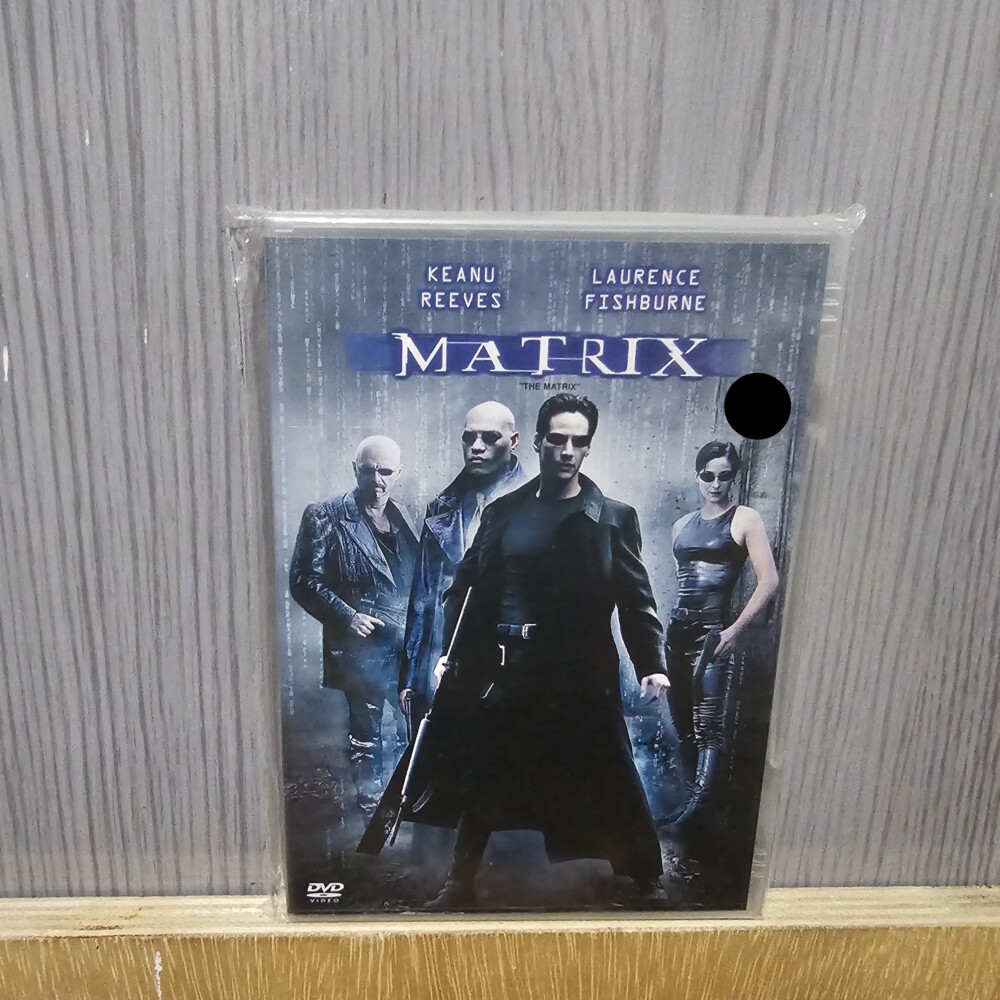 KEANU
REEVES
LAURENCE
FISHBURNE
MATRIX
"THE MATRIX"
DVD
VIDEO